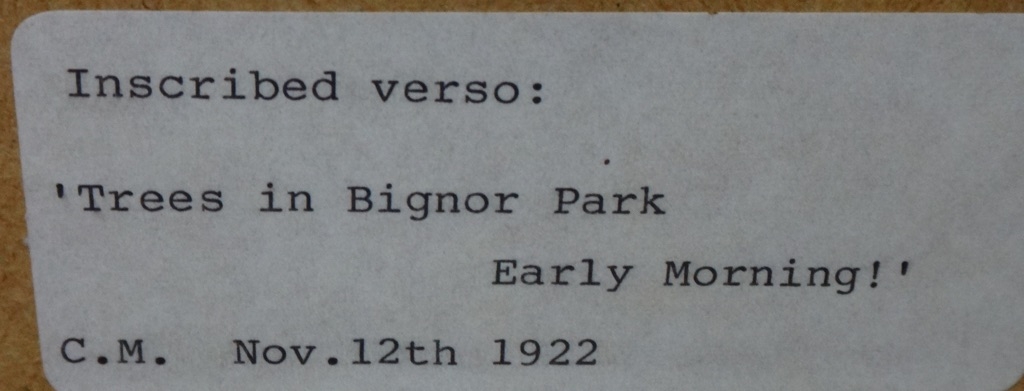 Inscribed verso:
'Trees in Bignor Park
Early Morning!'
C.M. Nov.12th 1922